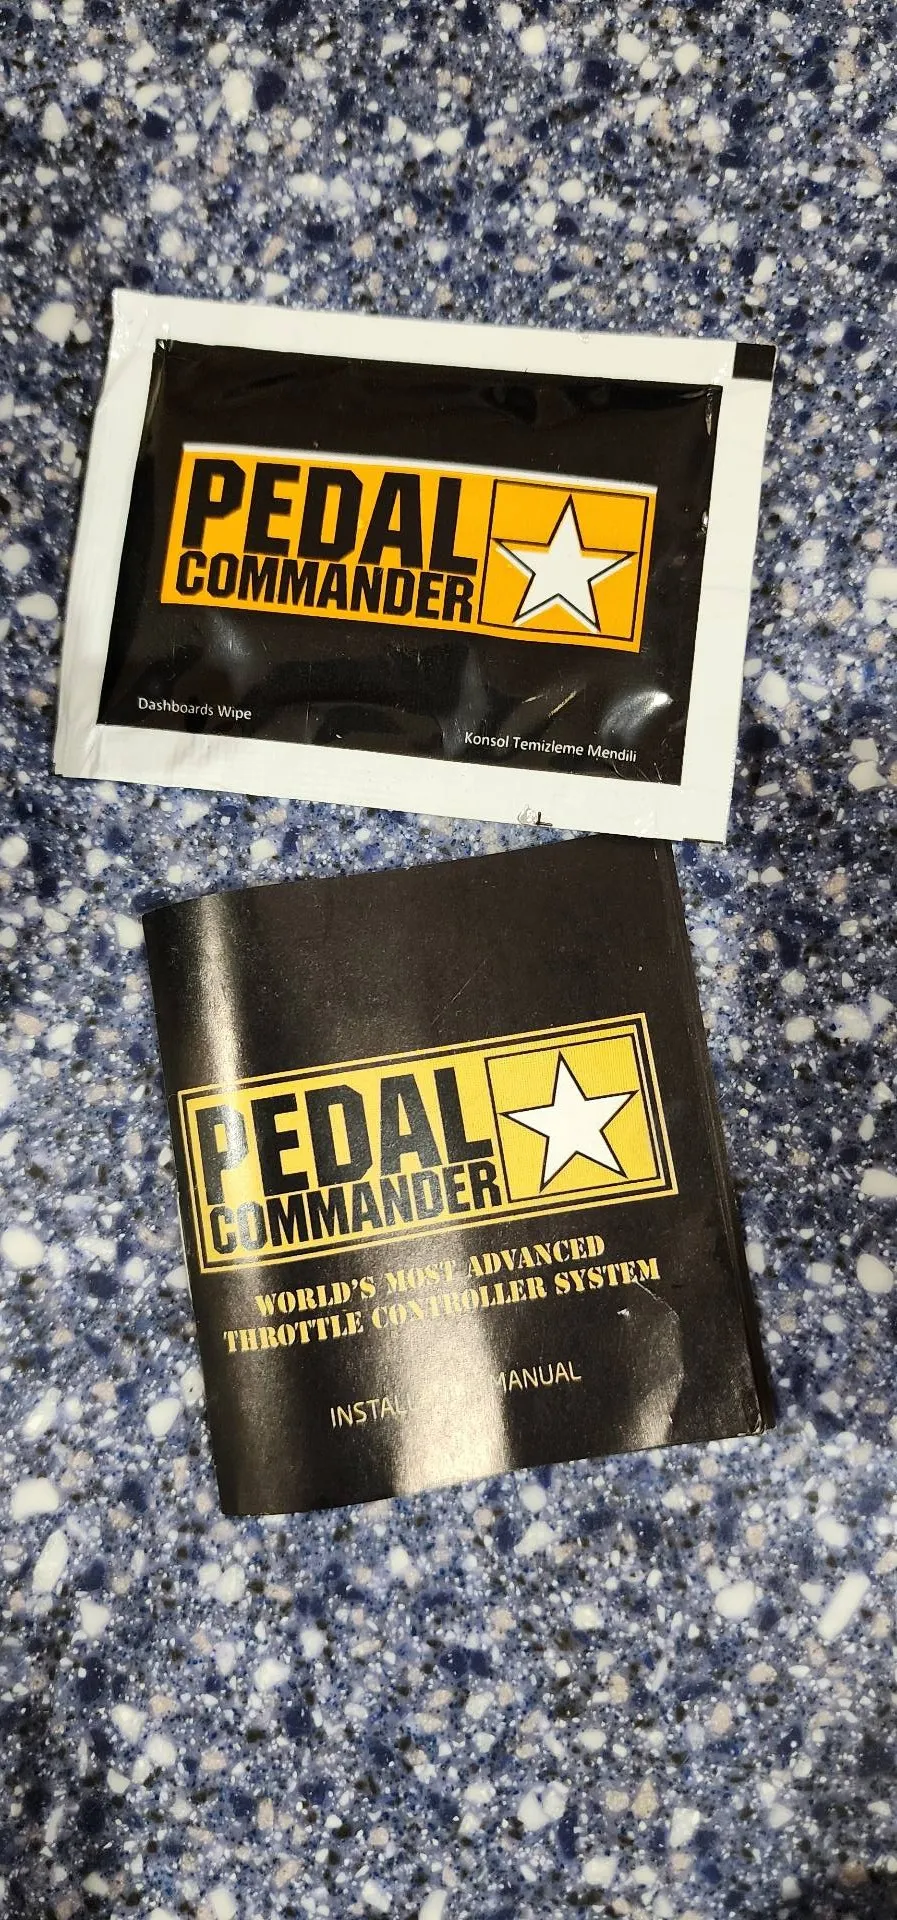 PEDAL
COMMANDER
Dashboards Wipe
Konsol Temizleme Mendili
PEDAL
COMMANDER
WORLD'S MOST ADVANCED
THROTTLE CONTROLLER SYSTEM
MANUAL